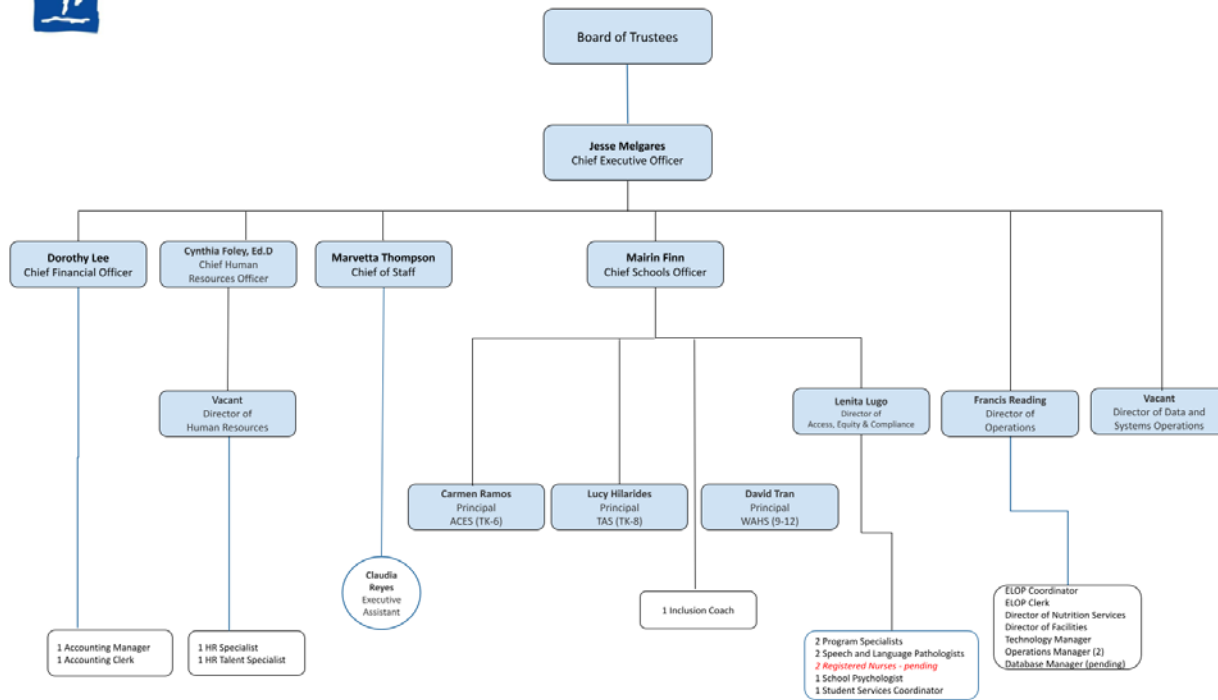 Board of Trustees
Jesse Melgares
Chief Executive Officer
Dorothy Lee
Chief Financial Officer
Cynthia Foley, Ed.D
Chief Human
Resources Officer
Marvetta Thompson
Chief of Staff
Mairin Finn
Chief Schools Officer
Vacant
Director of
Human Resources
Lenita Lugo
Director of
Access, Equity & Compliance
Francis Reading
Director of
Operations
Vacant
Director of Data and
Systems Operations
Carmen Ramos
Principal
ACES (TK-6)
Lucy Hilarides
Principal
TAS (TK-8)
David Tran
Principal
WAHS (9-12)
Claudia
Reyes
Executive
Assistant
1 Accounting Manager
1 Accounting Clerk
1 HR Specialist
1 HR Talent Specialist
1 Inclusion Coach
2 Program Specialists
2 Speech and Language Pathologists
2 Registered Nurses - pending
1 School Psychologist
1 Student Services Coordinator
ELOP Coordinator
ELOP Clerk
Director of Nutrition Services
Director of Facilities
Technology Manager
Operations Manager (2)
Database Manager (pending)